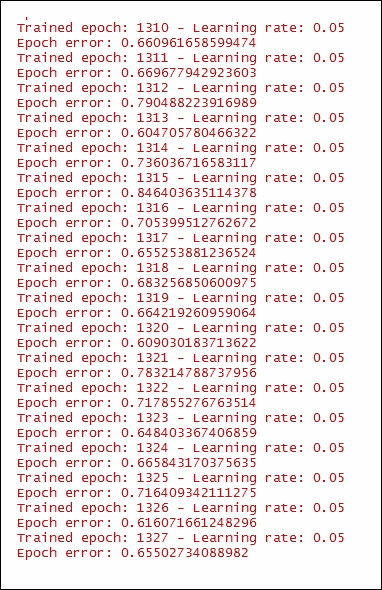 Trained epoch: 1310 - Learning rate: 0.05
Epoch error: 0.660961658599474
Trained epoch: 1311 - Learning rate: 0.05
Epoch error: 0.669677942923603
Trained epoch: 1312 - Learning rate: 0.05
Epoch error: 0.790488223916989
Trained epoch: 1313 - Learning rate: 0.05
Epoch error: 0.604705780466322
Trained epoch: 1314 - Learning rate: 0.05
Epoch error: 0.736036716583117
Trained epoch: 1315 - Learning rate: 0.05
Epoch error: 0.846403635114378
Trained epoch: 1316 - Learning rate: 0.05
Epoch error: 0.705399512762672
Trained epoch: 1317 - Learning rate: 0.05
Epoch error: 0.655253881236524
Trained epoch: 1318 - Learning rate: 0.05
Epoch error: 0.683256850600975
Trained epoch: 1319 - Learning rate: 0.05
Epoch error: 0.664219260959064
Trained epoch: 1320 - Learning rate: 0.05
Epoch error: 0.609030183713622
Trained epoch: 1321 - Learning rate: 0.05
Epoch error: 0.783214788737956
Trained epoch: 1322 - Learning rate: 0.05
Epoch error: 0.717855276763514
Trained epoch: 1323 - Learning rate: 0.05
Epoch error: 0.648403367406859
Trained epoch: 1324 - Learning rate: 0.05
Epoch error: 0.665843170375635
Trained epoch: 1325 - Learning rate: 0.05
Epoch error: 0.716409342111275
Trained epoch: 1326 - Learning rate: 0.05
Epoch error: 0.616071661248296
Trained epoch: 1327 - Learning rate: 0.05
Epoch error: 0.65502734088982